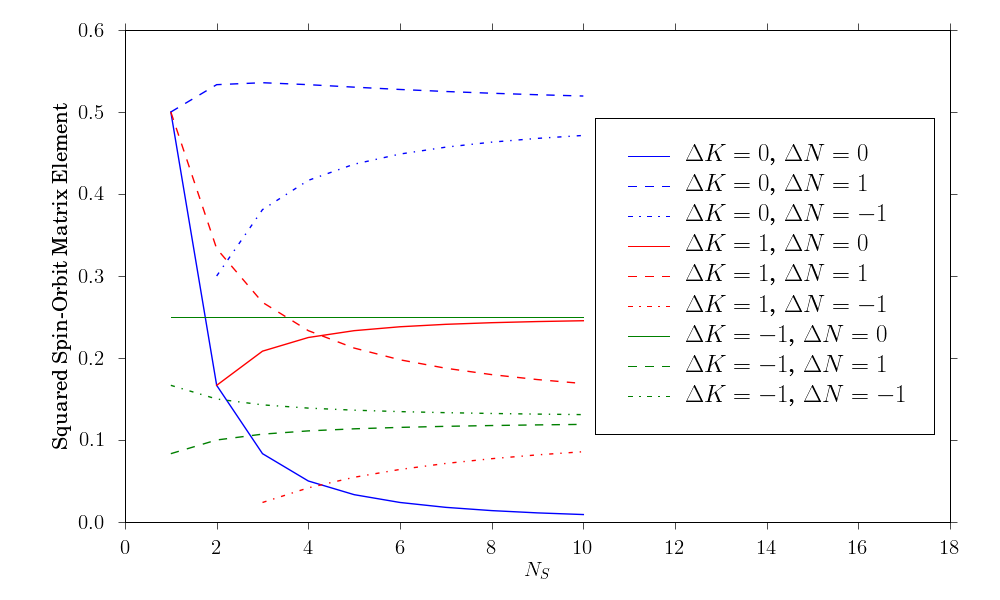 0.6
0.5
0.4
0.3
0.2
0.1
0.0
Squared Spin-Orbit Matrix Element
0 2 4 6 8 10 12 14 16 18
N_S
ΔK = 0, ΔN = 0
ΔK = 0, ΔN = 1
ΔK = 0, ΔN = −1
ΔK = 1, ΔN = 0
ΔK = 1, ΔN = 1
ΔK = 1, ΔN = −1
ΔK = −1, ΔN = 0
ΔK = −1, ΔN = 1
ΔK = −1, ΔN = −1